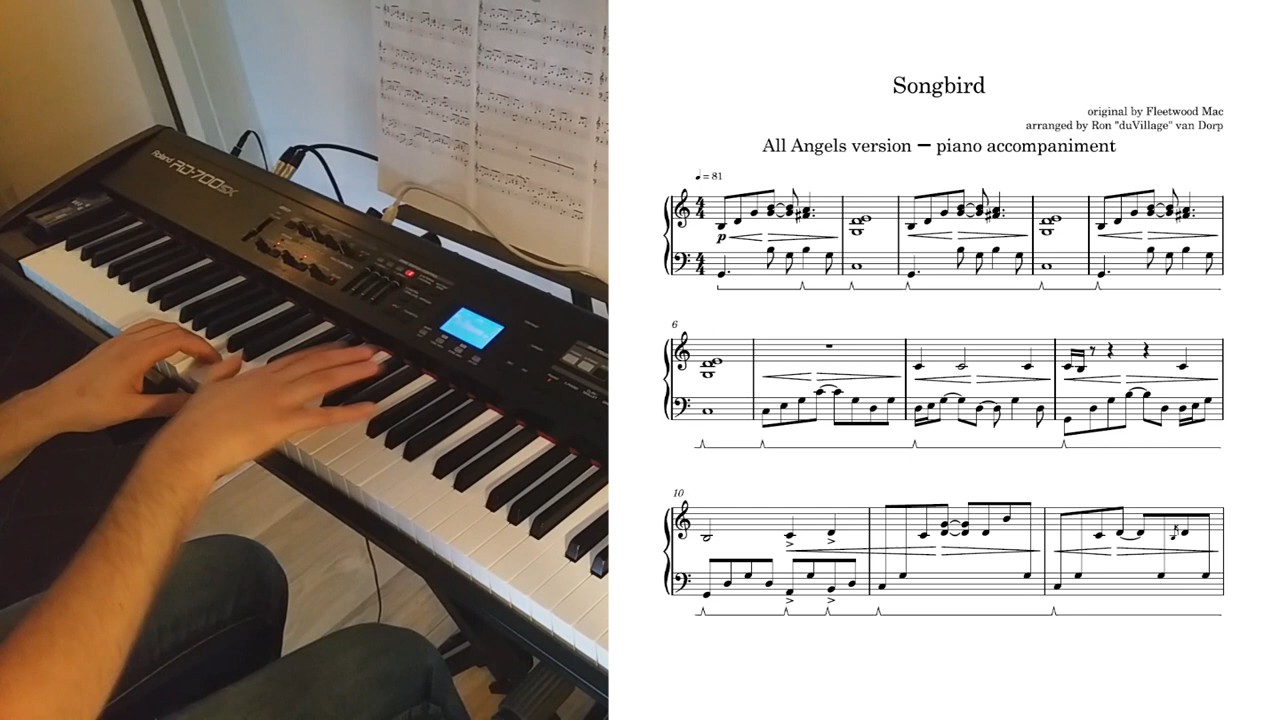 Roland RD-700SX
Songbird
original by Fleetwood Mac
arranged by Ron "duVillage" van Dorp
All Angels version – piano accompaniment
♩ = 81
p
6
10